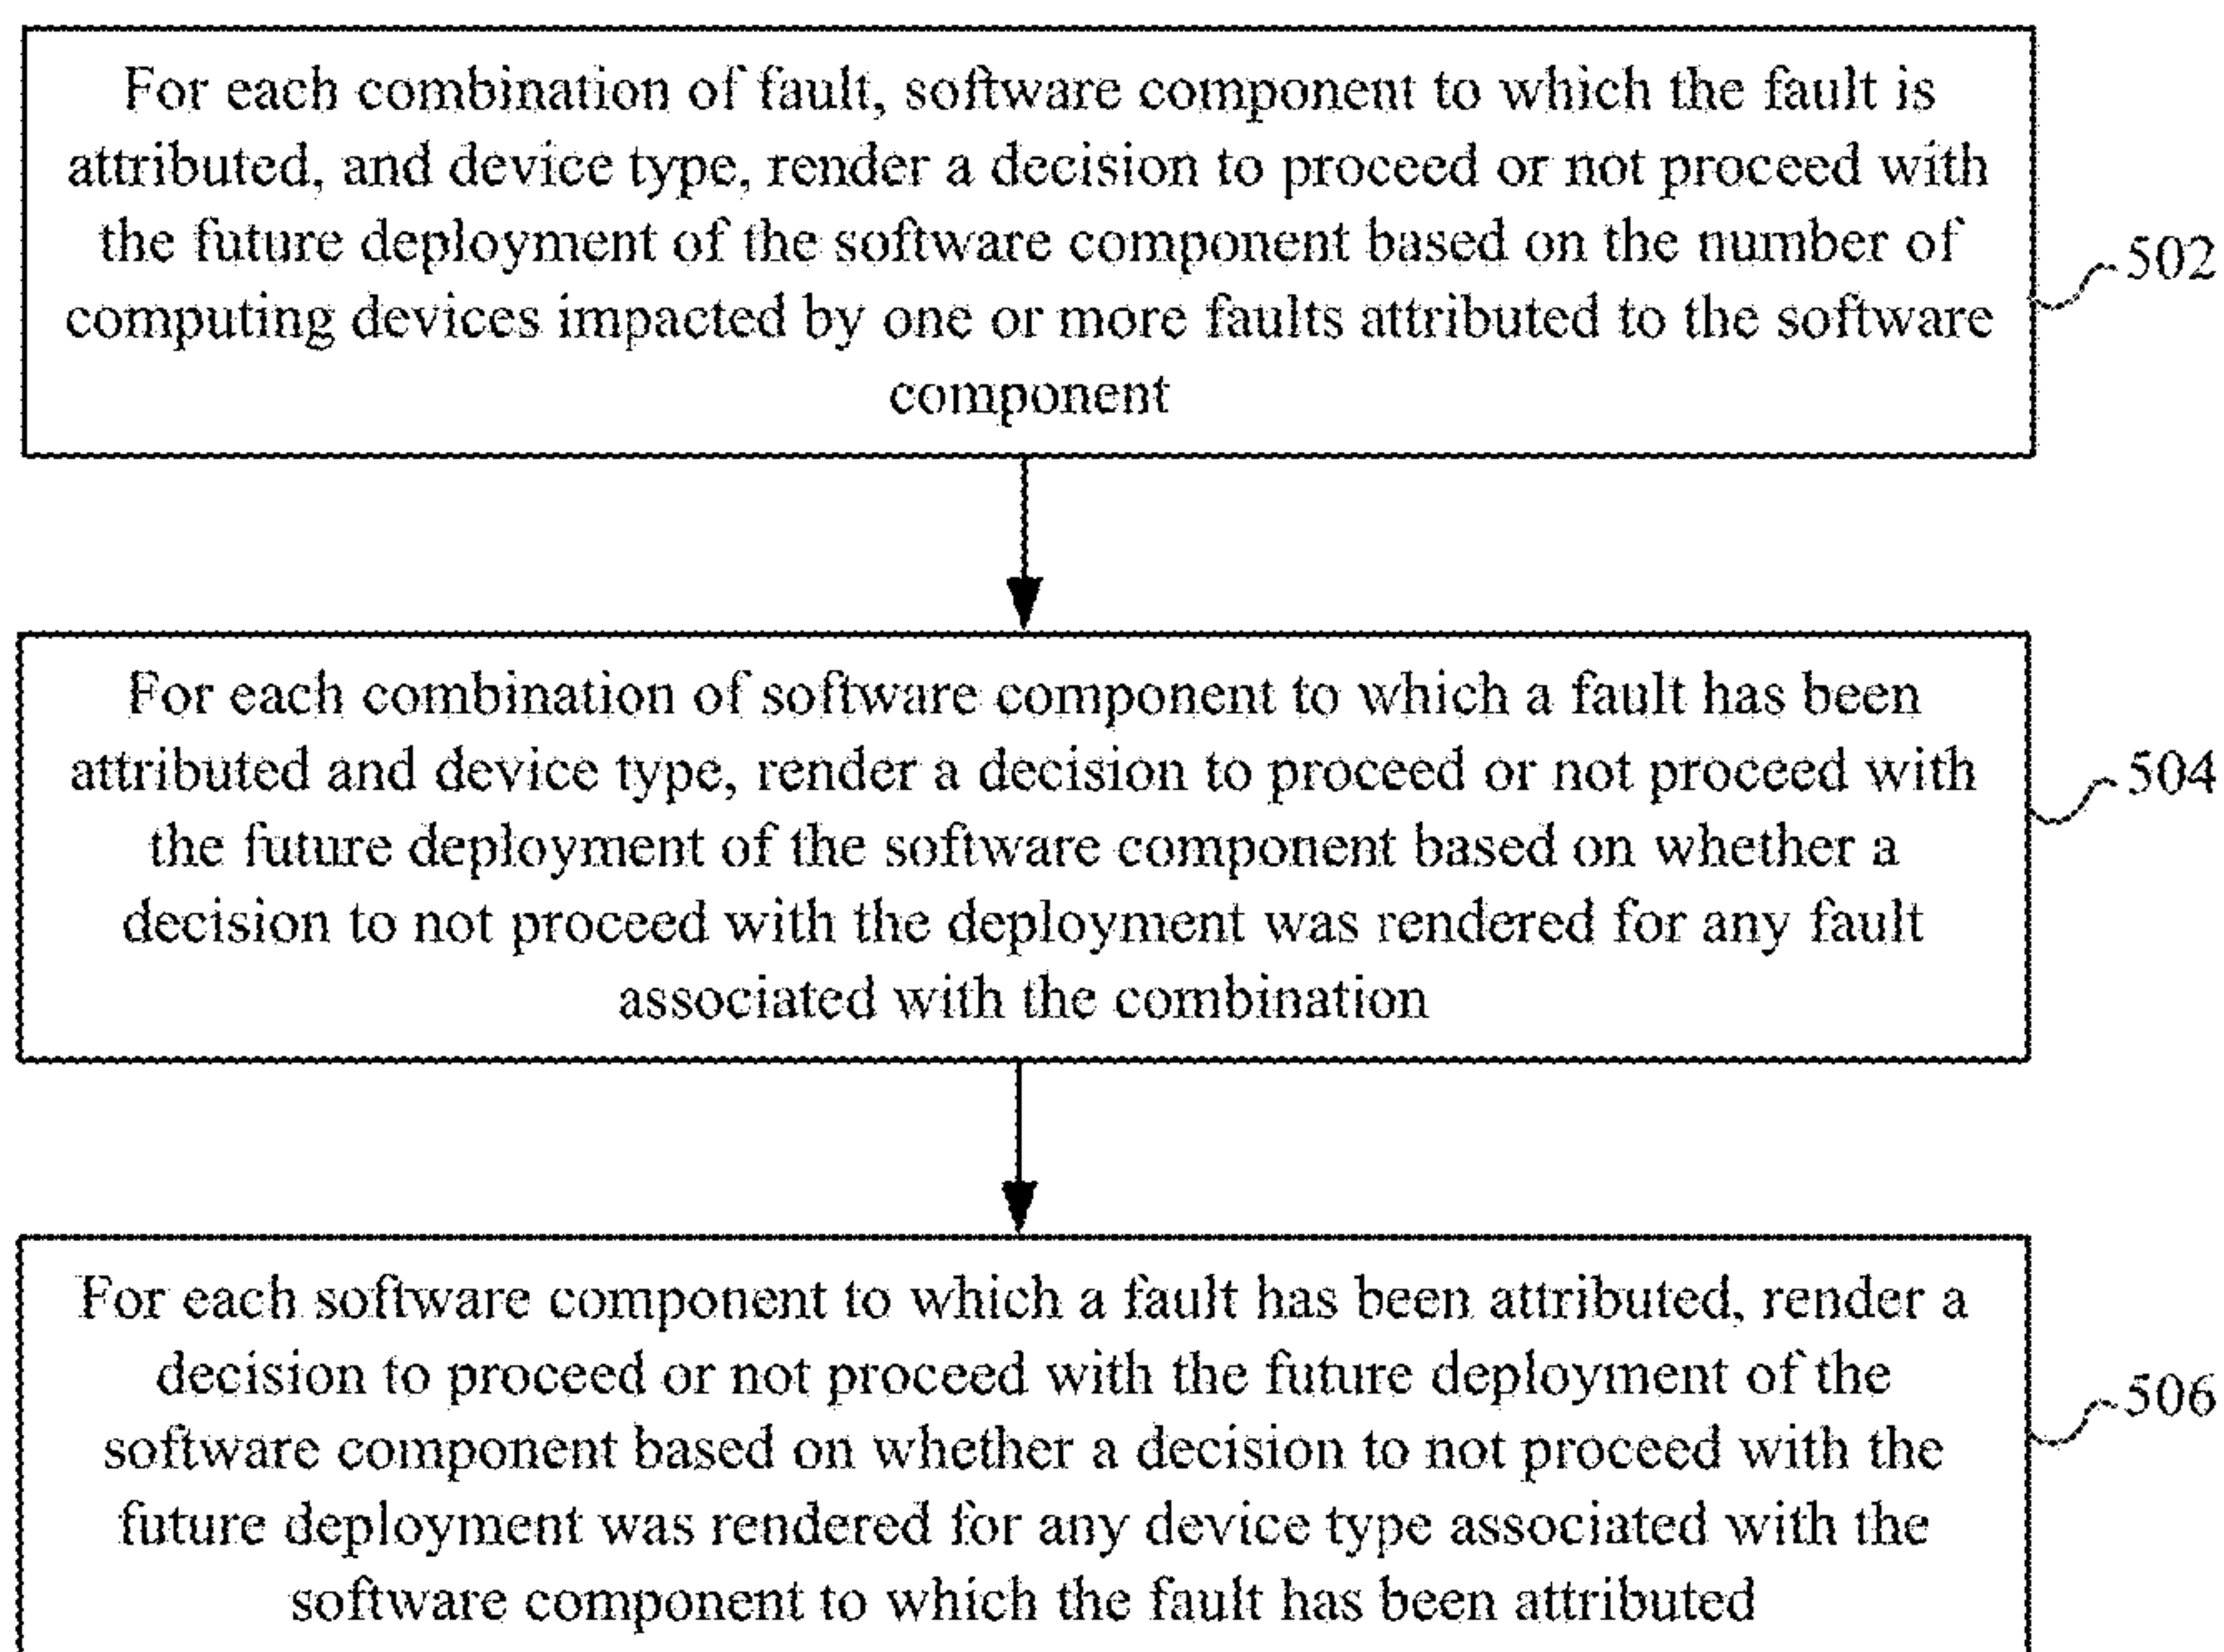 For each combination of fault, software component to which the fault is
attributed, and device type, render a decision to proceed or not proceed with
the future deployment of the software component based on the number of
computing devices impacted by one or more faults attributed to the software
component
502
For each combination of software component to which a fault has been
attributed and device type, render a decision to proceed or not proceed with
the future deployment of the software component based on whether a
decision to not proceed with the deployment was rendered for any fault
associated with the combination
504
For each software component to which a fault has been attributed, render a
decision to proceed or not proceed with the future deployment of the
software component based on whether a decision to not proceed with the
future deployment was rendered for any device type associated with the
software component to which the fault has been attributed
506